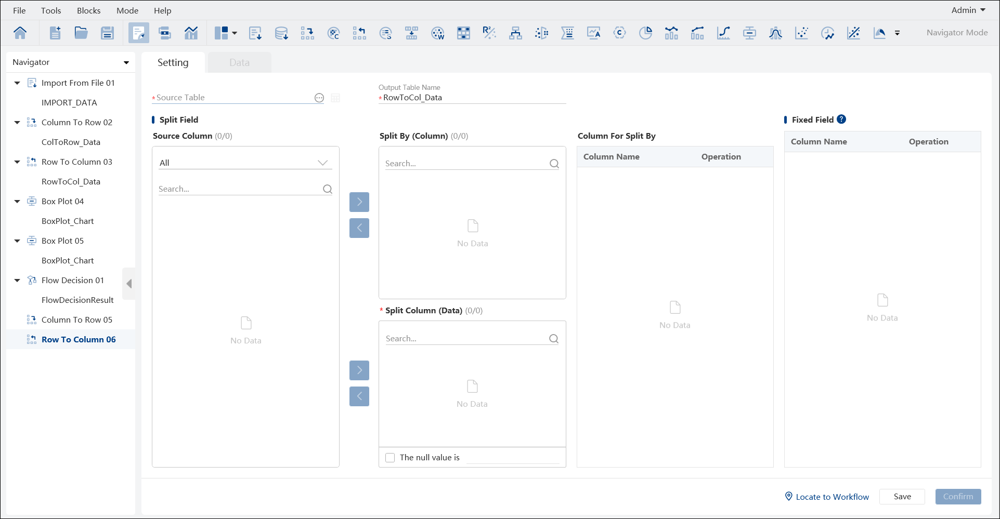 File Tools Blocks Mode Help Admin
Navigator Mode
Navigator
Import From File 01
IMPORT_DATA
Column To Row 02
ColToRow_Data
Row To Column 03
RowToCol_Data
Box Plot 04
BoxPlot_Chart
Box Plot 05
BoxPlot_Chart
Flow Decision 01
FlowDecisionResult
Column To Row 05
Row To Column 06
Setting Data
* Source Table
Output Table Name
* RowToCol_Data
Split Field
Source Column (0/0)
All
Search...
No Data
Split By (Column) (0/0)
Search...
No Data
* Split Column (Data) (0/0)
Search...
No Data
The null value is
Column For Split By
Column Name Operation
No Data
Fixed Field ?
Column Name Operation
No Data
Locate to Workflow Save Confirm